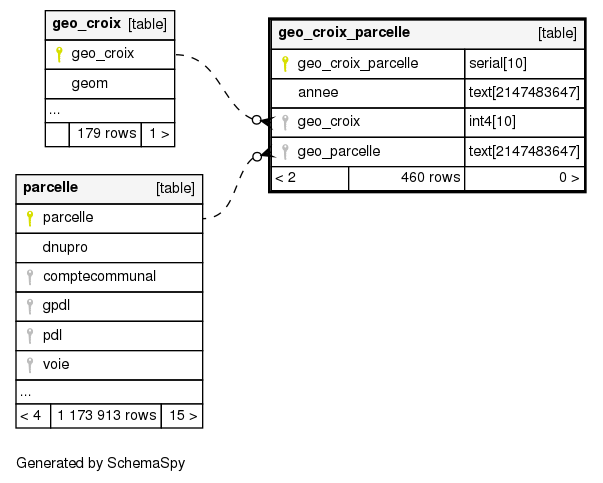 geo_croix [table]
geo_croix
geom
...
179 rows 1 >
geo_croix_parcelle [table]
geo_croix_parcelle serial[10]
annee text[2147483647]
geo_croix int4[10]
geo_parcelle text[2147483647]
< 2 460 rows 0 >
parcelle [table]
parcelle
dnupro
comptecommunal
gpdl
pdl
voie
...
< 4 1 173 913 rows 15 >
Generated by SchemaSpy